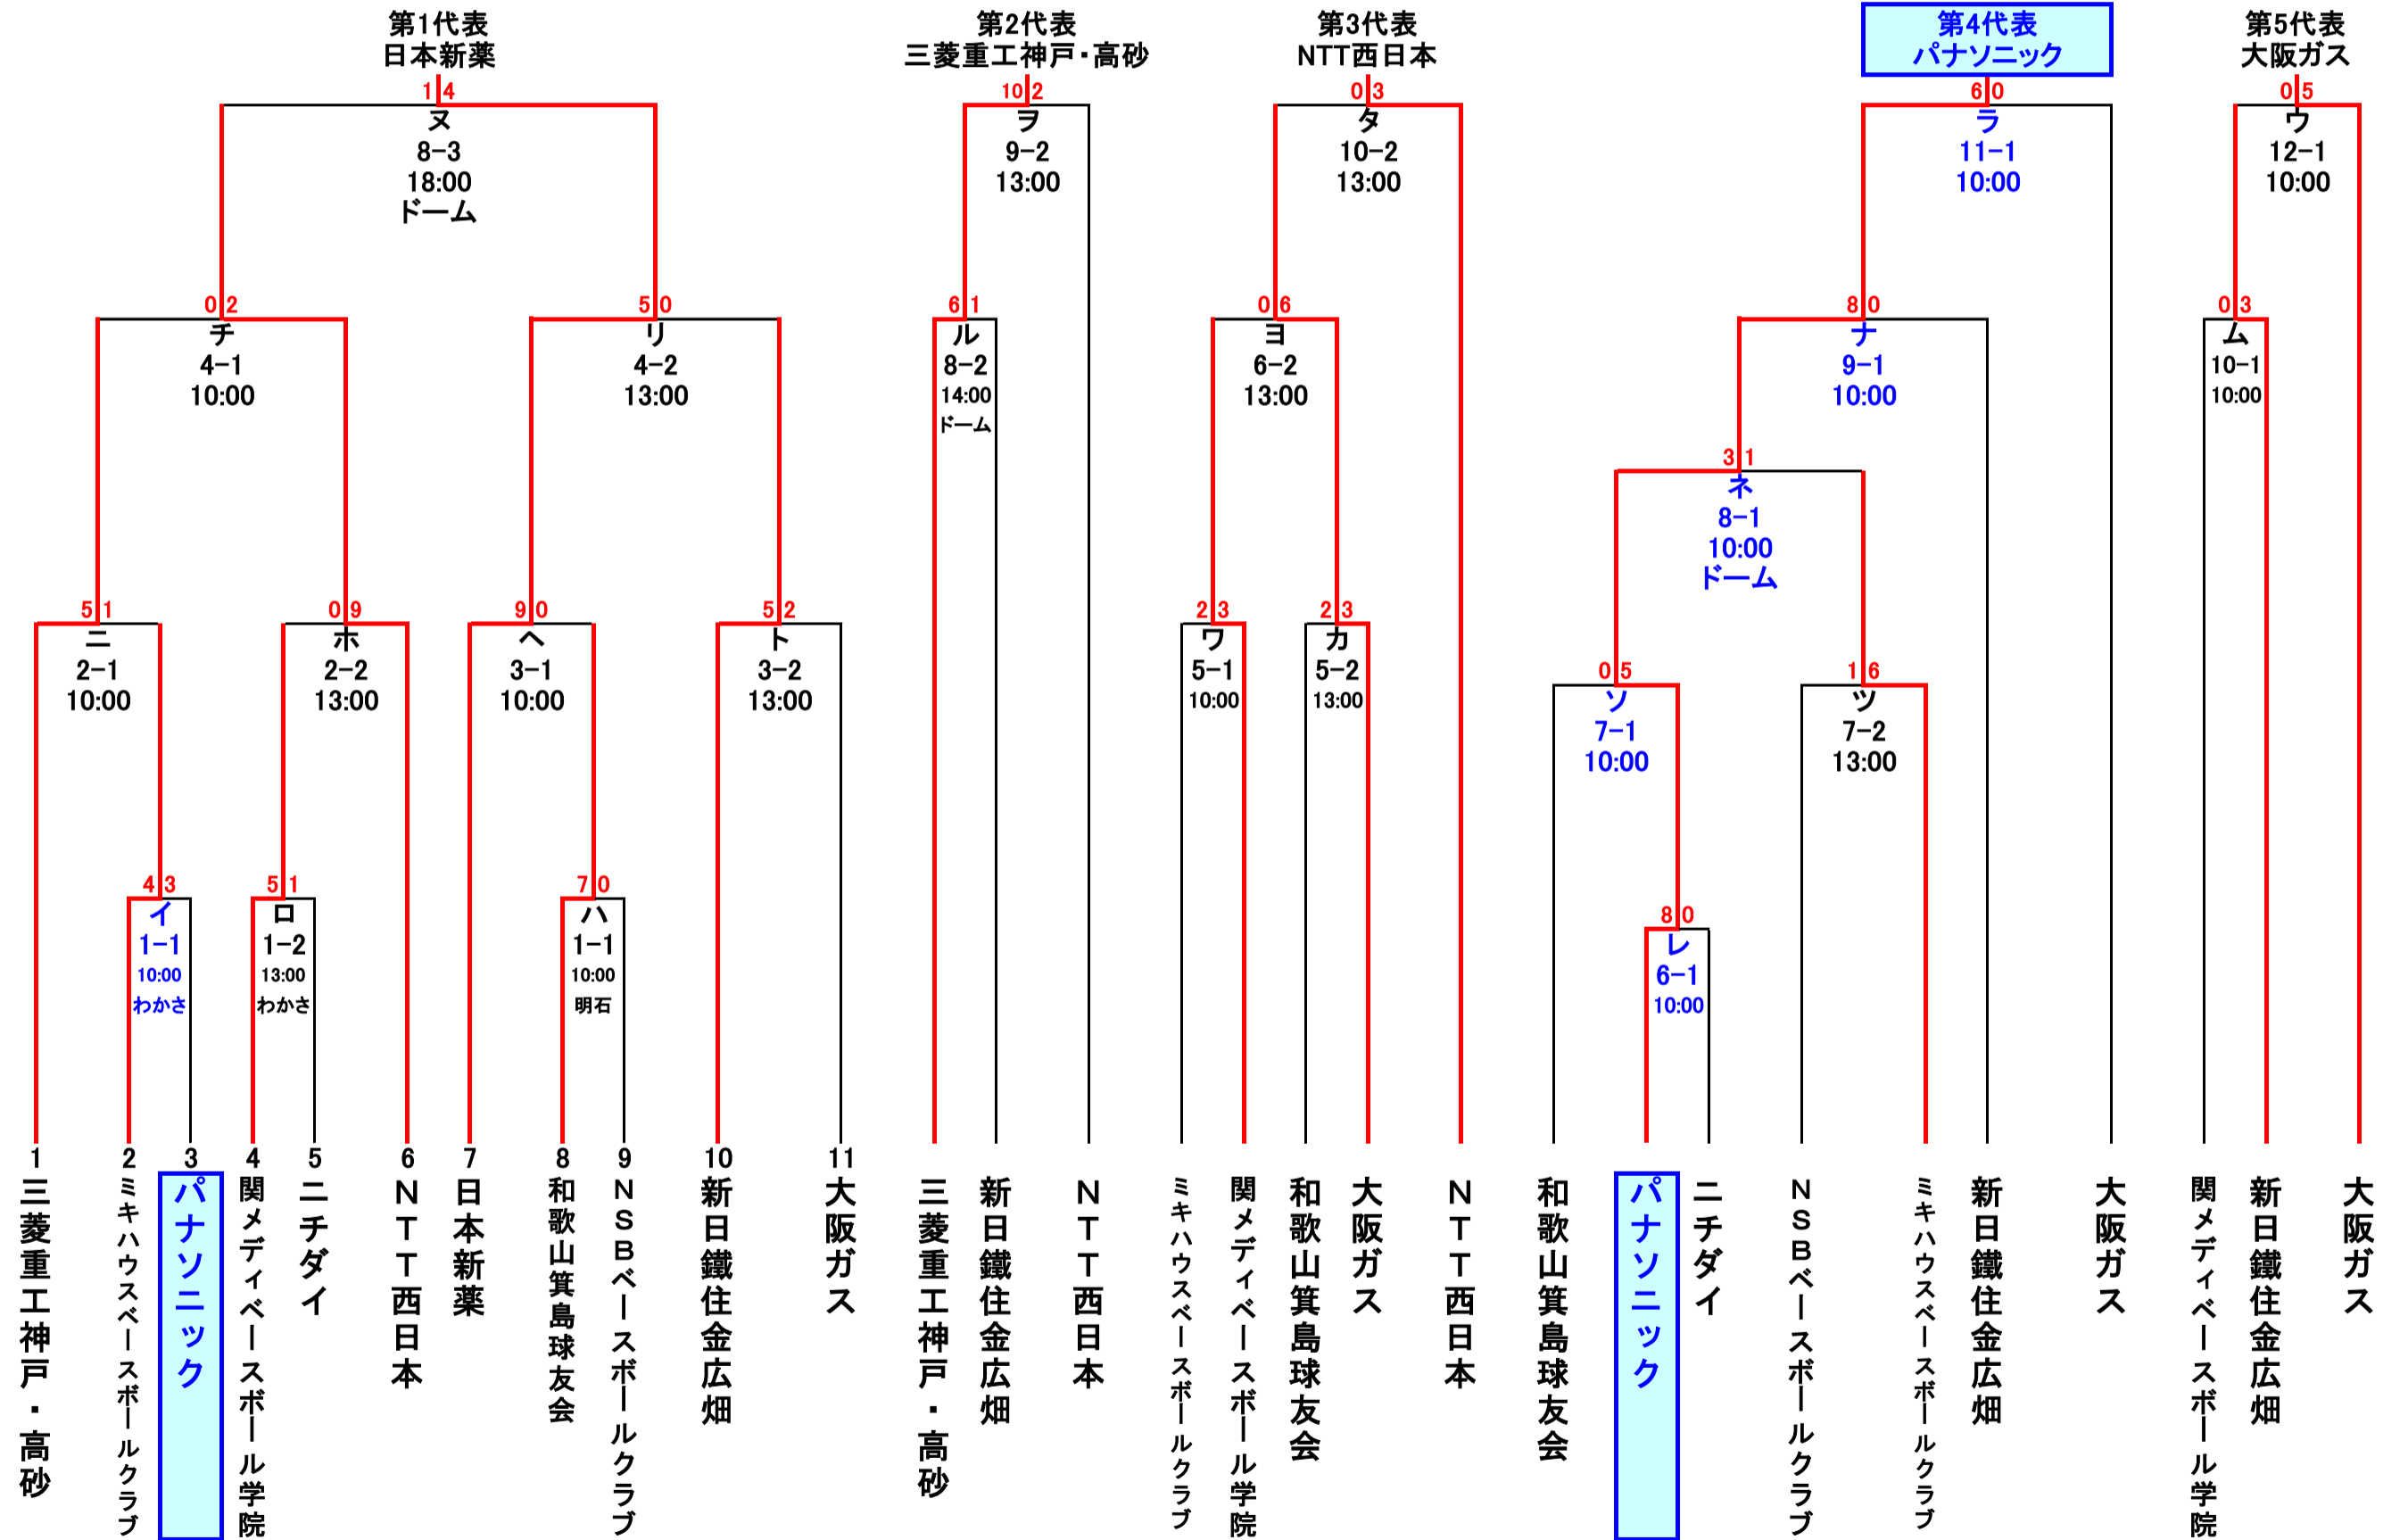 第1代表
日本新薬
第2代表
三菱重工神戸・高砂
第3代表
NTT西日本
第4代表
パナソニック
第5代表
大阪ガス
1 4
ヌ
8-3
18:00
ドーム
10 2
ヲ
9-2
13:00
0 3
タ
10-2
13:00
6 0
ラ
11-1
10:00
0 5
ウ
12-1
10:00
0 2
チ
4-1
10:00
5 0
リ
4-2
13:00
6 1
ル
8-2
14:00
ドーム
0 6
ヨ
6-2
13:00
8 0
ナ
9-1
10:00
0 3
ム
10-1
10:00
3 1
ネ
8-1
10:00
ドーム
5 1
ニ
2-1
10:00
0 9
ホ
2-2
13:00
9 0
ヘ
3-1
10:00
5 2
ト
3-2
13:00
2 3
ワ
5-1
10:00
2 3
カ
5-2
13:00
0 5
ソ
7-1
10:00
1 6
ツ
7-2
13:00
4 3
イ
1-1
10:00
わかさ
5 1
ロ
1-2
13:00
わかさ
7 0
ハ
1-1
10:00
明石
8 0
レ
6-1
10:00
1
三菱重工神戸・高砂
2
ミキハウスベースボールクラブ
3
パナソニック
4
関メディベースボール学院
5
ニチダイ
6
NTT西日本
7
日本新薬
8
和歌山箕島球友会
9
NSBベースボールクラブ
10
新日鐵住金広畑
11
大阪ガス
三菱重工神戸・高砂
新日鐵住金広畑
NTT西日本
ミキハウスベースボールクラブ
関メディベースボール学院
和歌山箕島球友会
大阪ガス
NTT西日本
和歌山箕島球友会
パナソニック
ニチダイ
NSBベースボールクラブ
ミキハウスベースボールクラブ
新日鐵住金広畑
大阪ガス
関メディベースボール学院
新日鐵住金広畑
大阪ガス